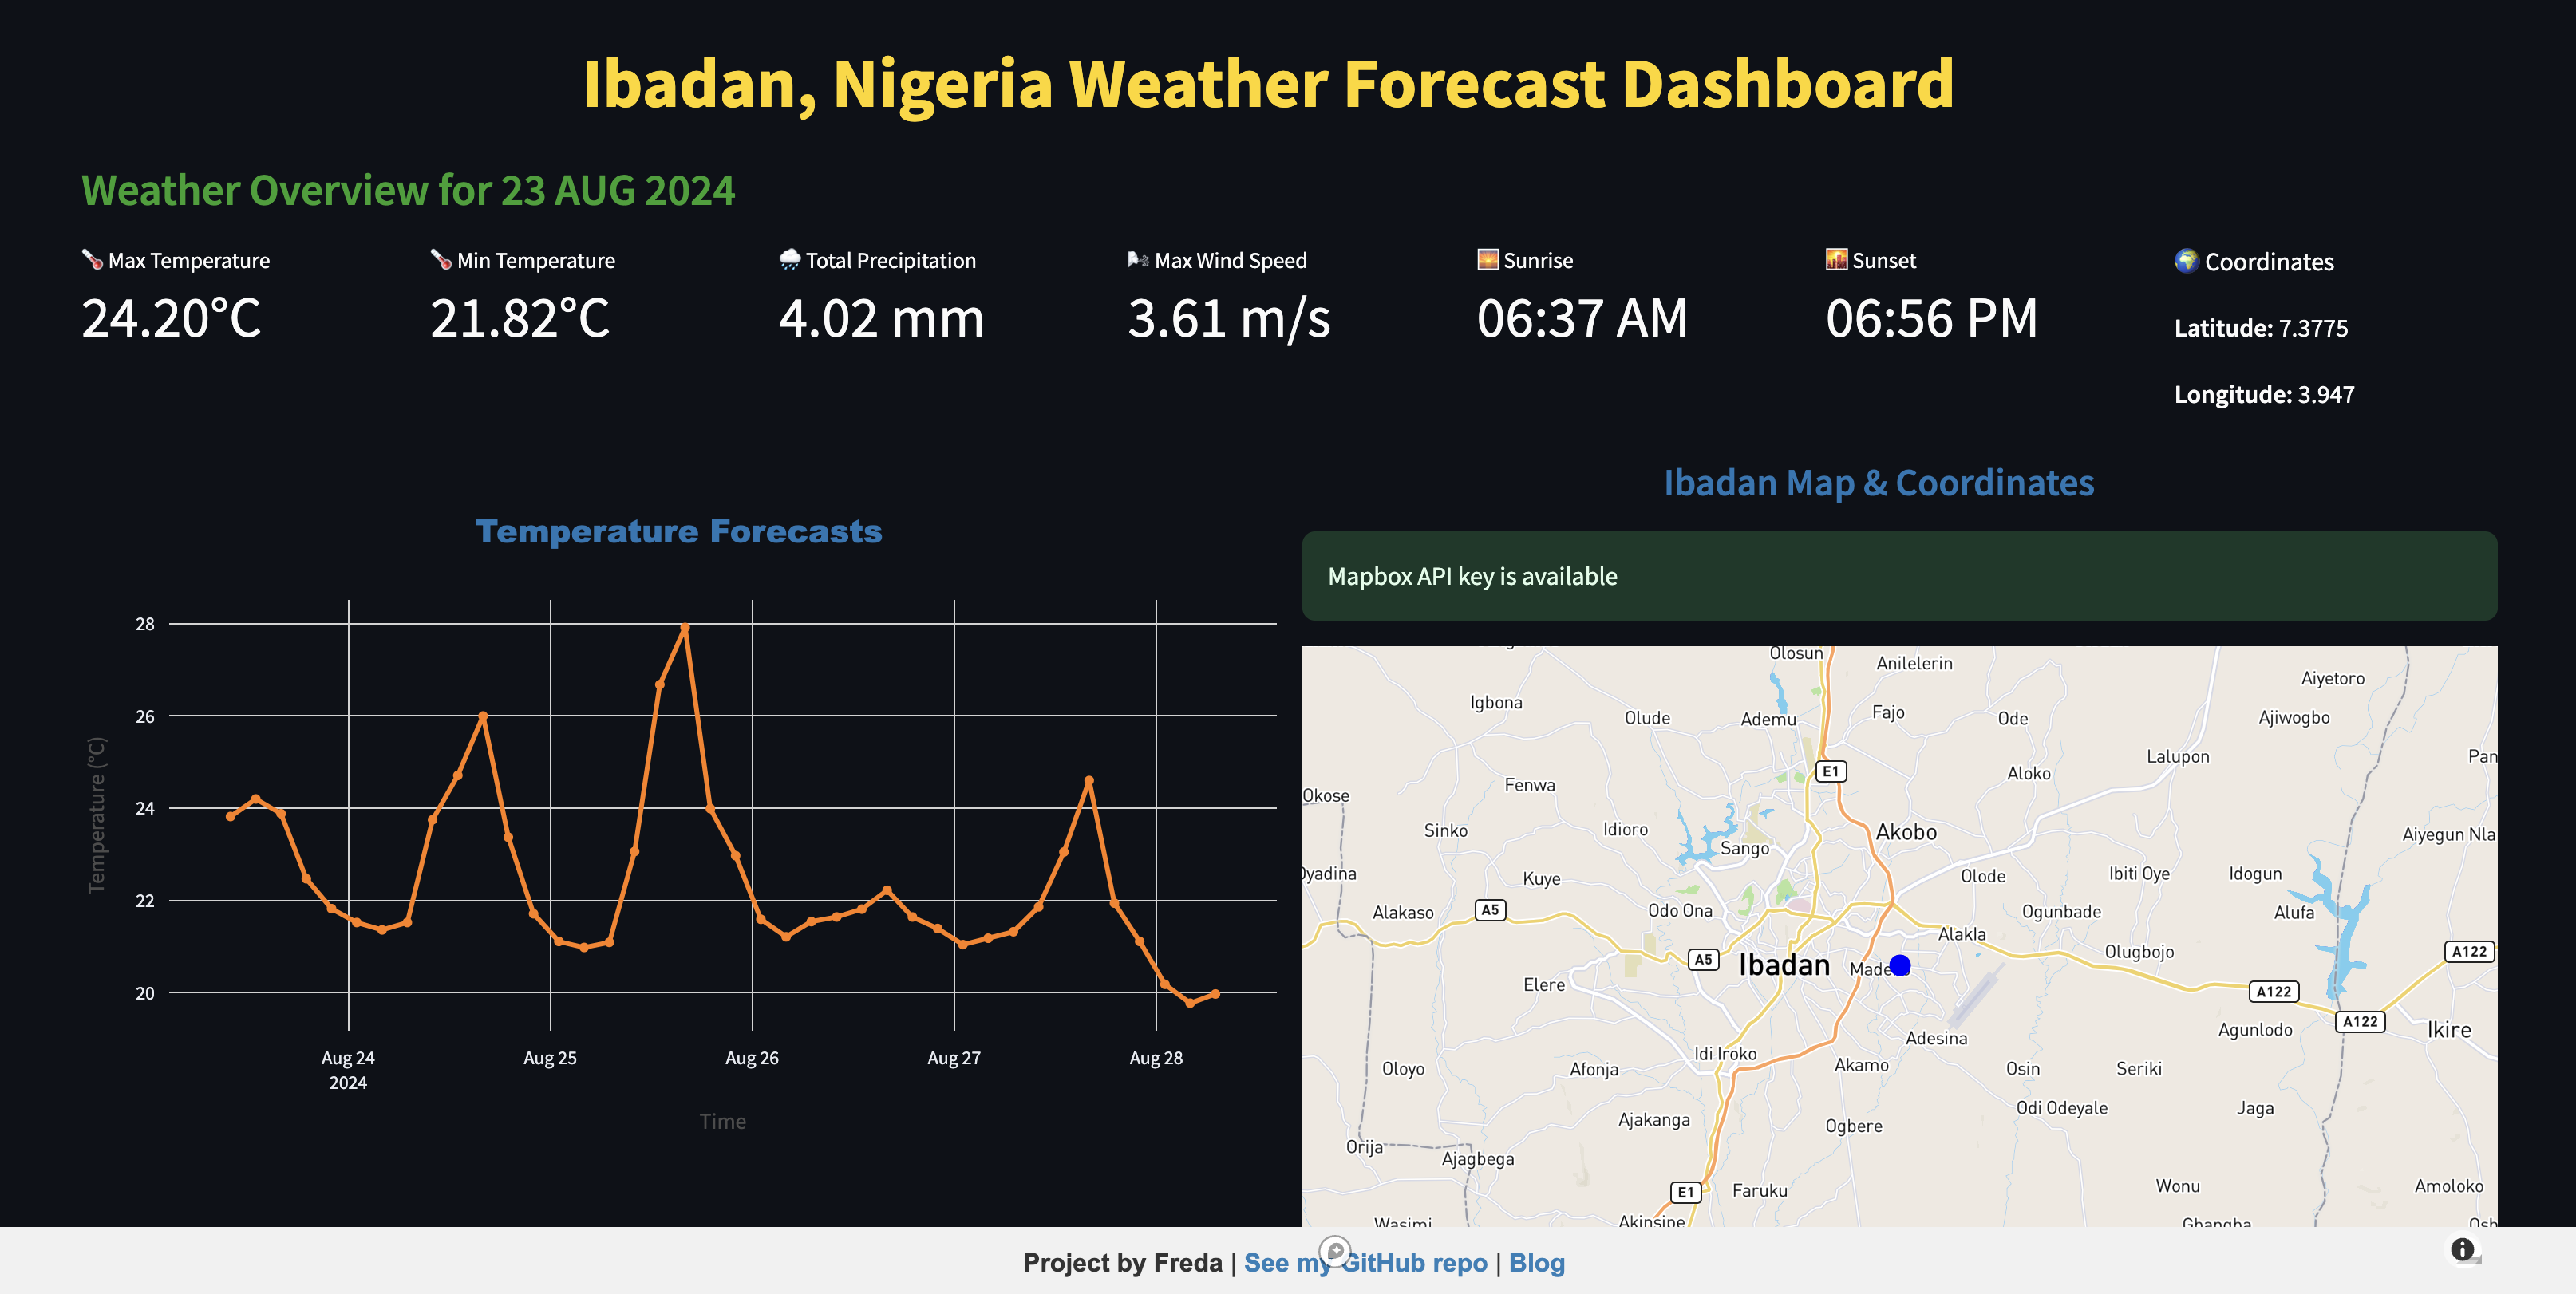 Ibadan, Nigeria Weather Forecast Dashboard
Weather Overview for 23 AUG 2024
Max Temperature
24.20°C
Min Temperature
21.82°C
Total Precipitation
4.02 mm
Max Wind Speed
3.61 m/s
Sunrise
06:37 AM
Sunset
06:56 PM
Coordinates
Latitude: 7.3775
Longitude: 3.947
Temperature Forecasts
28
26
24
22
20
Temperature (°C)
Aug 24
2024
Aug 25
Aug 26
Aug 27
Aug 28
Time
Ibadan Map & Coordinates
Mapbox API key is available
Olosun
Anilelerin
Aiyetoro
Igbona
Olude
Ademu
Fajo
Ode
Ajiwogbo
Lalupon
Pan
E1
Aloko
Fenwa
Okose
Sinko
Idioro
Akobo
Aiyegun Nla
Sango
Oyadina
Kuye
Olode
Ibiti Oye
Idogun
Alakaso
A5
Odo Ona
Ogunbade
Alufa
Alakla
Olugbojo
A122
A5
Ibadan
Made
Elere
A122
A122
Agunlodo
Ikire
Adesina
Idi Iroko
Oloyo
Afonja
Akamo
Osin
Seriki
Odi Odeyale
Jaga
Ajakanga
Ogbere
Orija
Ajagbega
E1
Faruku
Wonu
Amoloko
Wasimi
Akinsipe
Gbangba
Osb
Project by Freda | See my GitHub repo | Blog